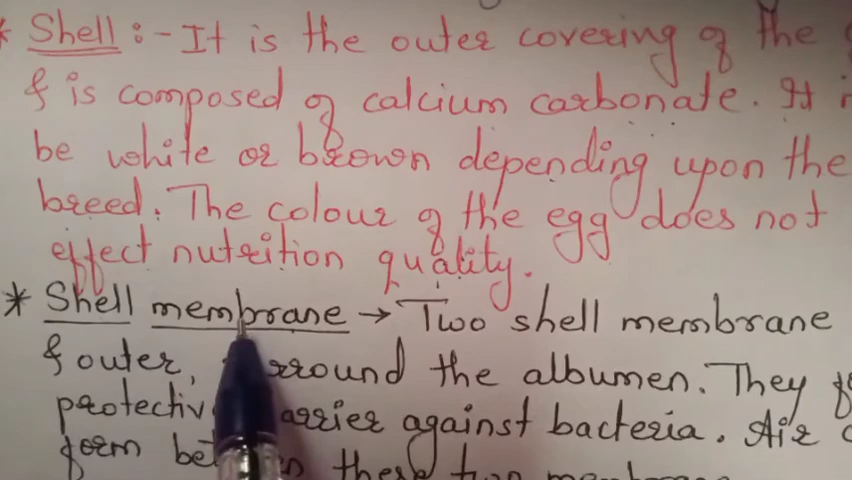 * Shell :- It is the outer covering of the
& is composed of calcium carbonate. It
be white or brown depending upon the
breed. The colour of the egg does not
effect nutrition quality.
* Shell membrane → Two shell membrane
& outer, the albumen. They
against bacteria. Air
form these two